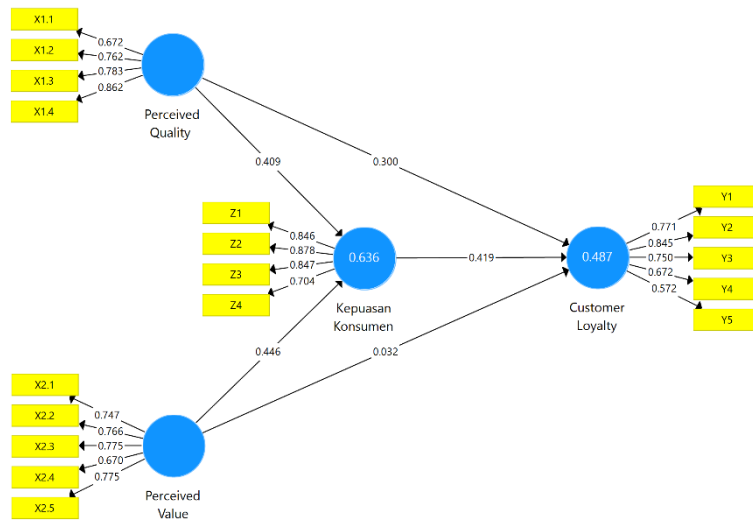 X1.1
X1.2
X1.3
X1.4
0.672
0.762
0.783
0.862
Perceived
Quality
0.409
0.300
Z1
Z2
Z3
Z4
0.846
0.878
0.847
0.704
0.636
Kepuasan
Konsumen
0.419
0.487
Customer
Loyalty
0.771
0.845
0.750
0.672
0.572
Y1
Y2
Y3
Y4
Y5
0.446
0.032
X2.1
X2.2
X2.3
X2.4
X2.5
0.747
0.766
0.775
0.670
0.775
Perceived
Value